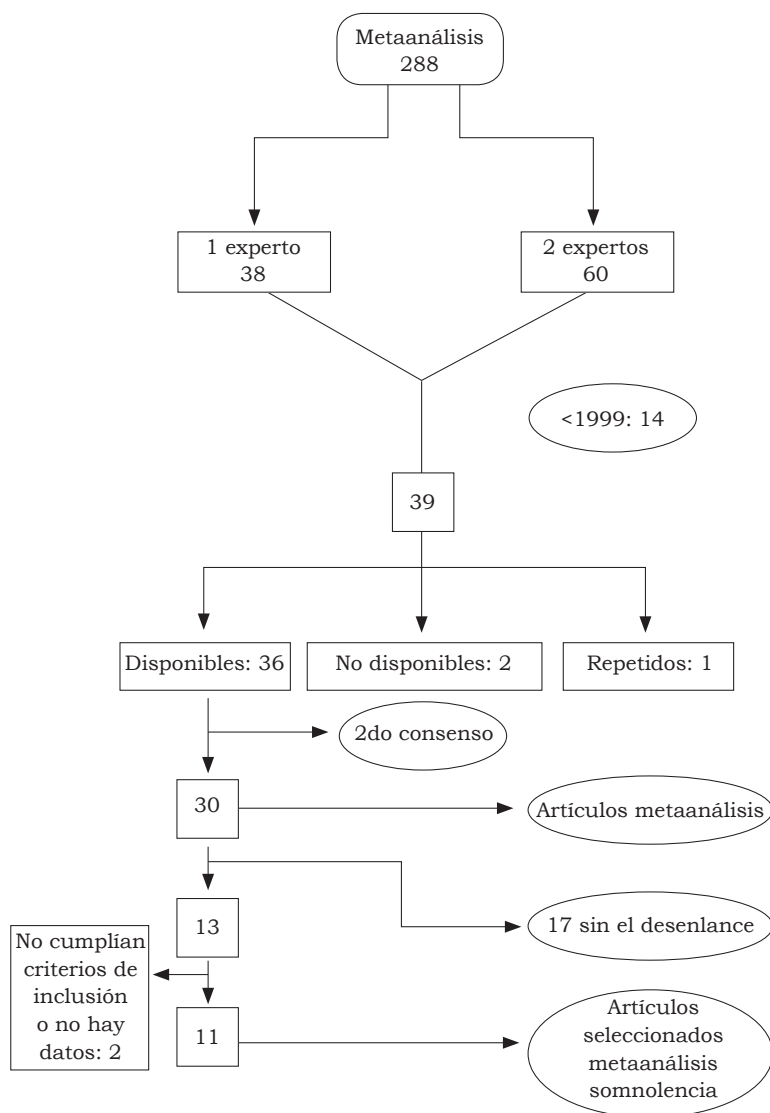 Metaanálisis
288
1 experto
38
2 expertos
60
<1999: 14
39
Disponibles: 36
No disponibles: 2
Repetidos: 1
2do consenso
30
Artículos metaanálisis
13
17 sin el desenlance
No cumplían
criterios de
inclusión
o no hay
datos: 2
11
Artículos
seleccionados
metaanálisis
somnolencia